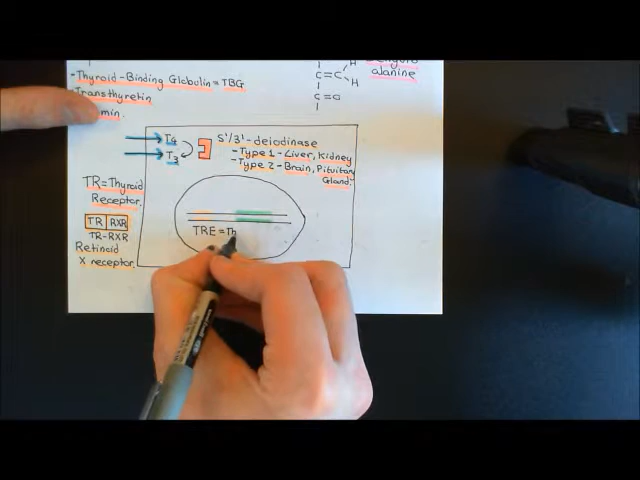 -Thyroid-Binding Globulin = TBG
-Transthyretin
min.
H
C=C
H
C=O
alanine
T4
T3
5'/3'-deiodinase
-Type 1-Liver, Kidney
-Type 2-Brain, Pituitary
Gland.
TR=Thyroid
Receptor.
TR RXR
TR-RXR
Retinoid
X receptor.
TRE=Th